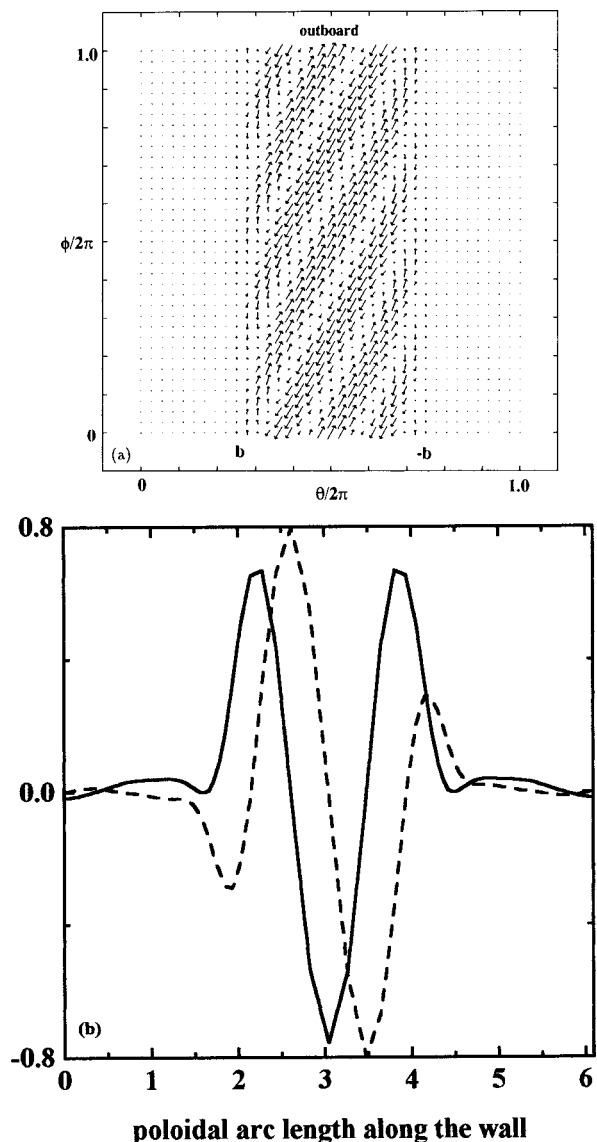 outboard
1.0
ϕ/2π
0
(a)
b
-b
0
θ/2π
1.0
0.8
0.0
(b)
-0.8
0
1
2
3
4
5
6
poloidal arc length along the wall